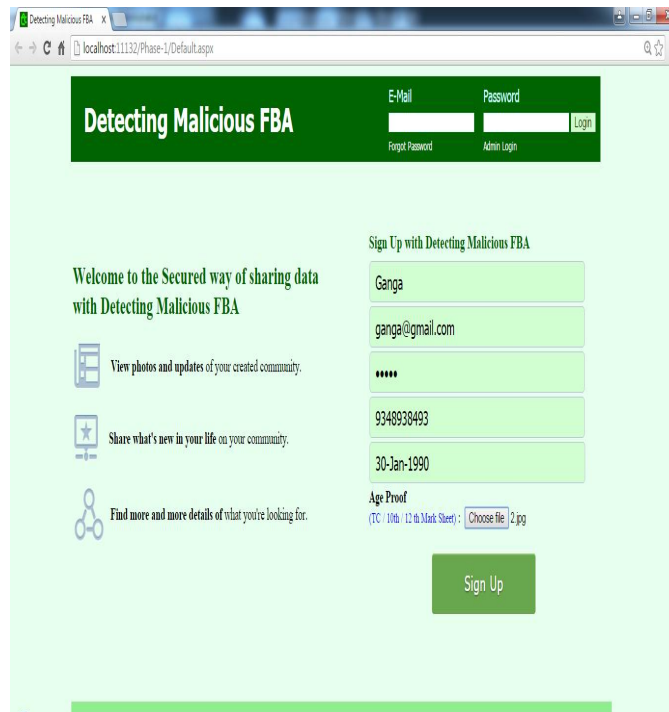 Detecting Malicious FBA x
localhost:11132/Phase-1/Default.aspx
Detecting Malicious FBA
E-Mail
Password
Login
Forgot Password
Admin Login
Welcome to the Secured way of sharing data
with Detecting Malicious FBA
View photos and updates of your created community.
Share what's new in your life on your community.
Find more and more details of what you're looking for.
Sign Up with Detecting Malicious FBA
Ganga
ganga@gmail.com
•••••
9348938493
30-Jan-1990
Age Proof
(TC / 10th / 12 th Mark Sheet) : Choose file 2.jpg
Sign Up